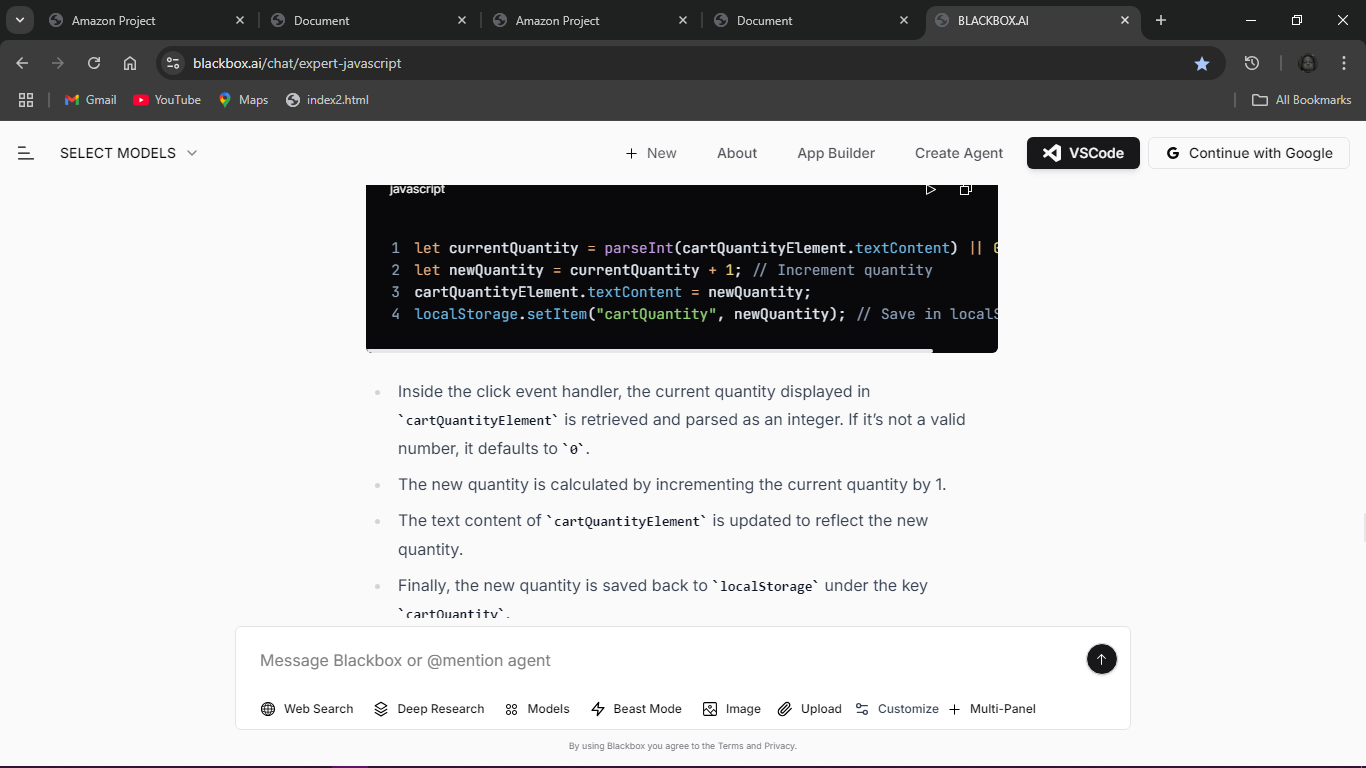 Amazon Project
Document
Amazon Project
Document
BLACKBOX.AI
blackbox.ai/chat/expert-javascript
Gmail
YouTube
Maps
index2.html
All Bookmarks
SELECT MODELS
New
About
App Builder
Create Agent
VSCode
G Continue with Google
javascript
1 let currentQuantity = parseInt(cartQuantityElement.textContent) || 0
2 let newQuantity = currentQuantity + 1; // Increment quantity
3 cartQuantityElement.textContent = newQuantity;
4 localStorage.setItem("cartQuantity", newQuantity); // Save in localS
Inside the click event handler, the current quantity displayed in
`cartQuantityElement` is retrieved and parsed as an integer. If it’s not a valid
number, it defaults to `0`.
The new quantity is calculated by incrementing the current quantity by 1.
The text content of `cartQuantityElement` is updated to reflect the new
quantity.
Finally, the new quantity is saved back to `localStorage` under the key
`cartQuantity`.
Message Blackbox or @mention agent
Web Search
Deep Research
Models
Beast Mode
Image
Upload
Customize
Multi-Panel
By using Blackbox you agree to the Terms and Privacy.